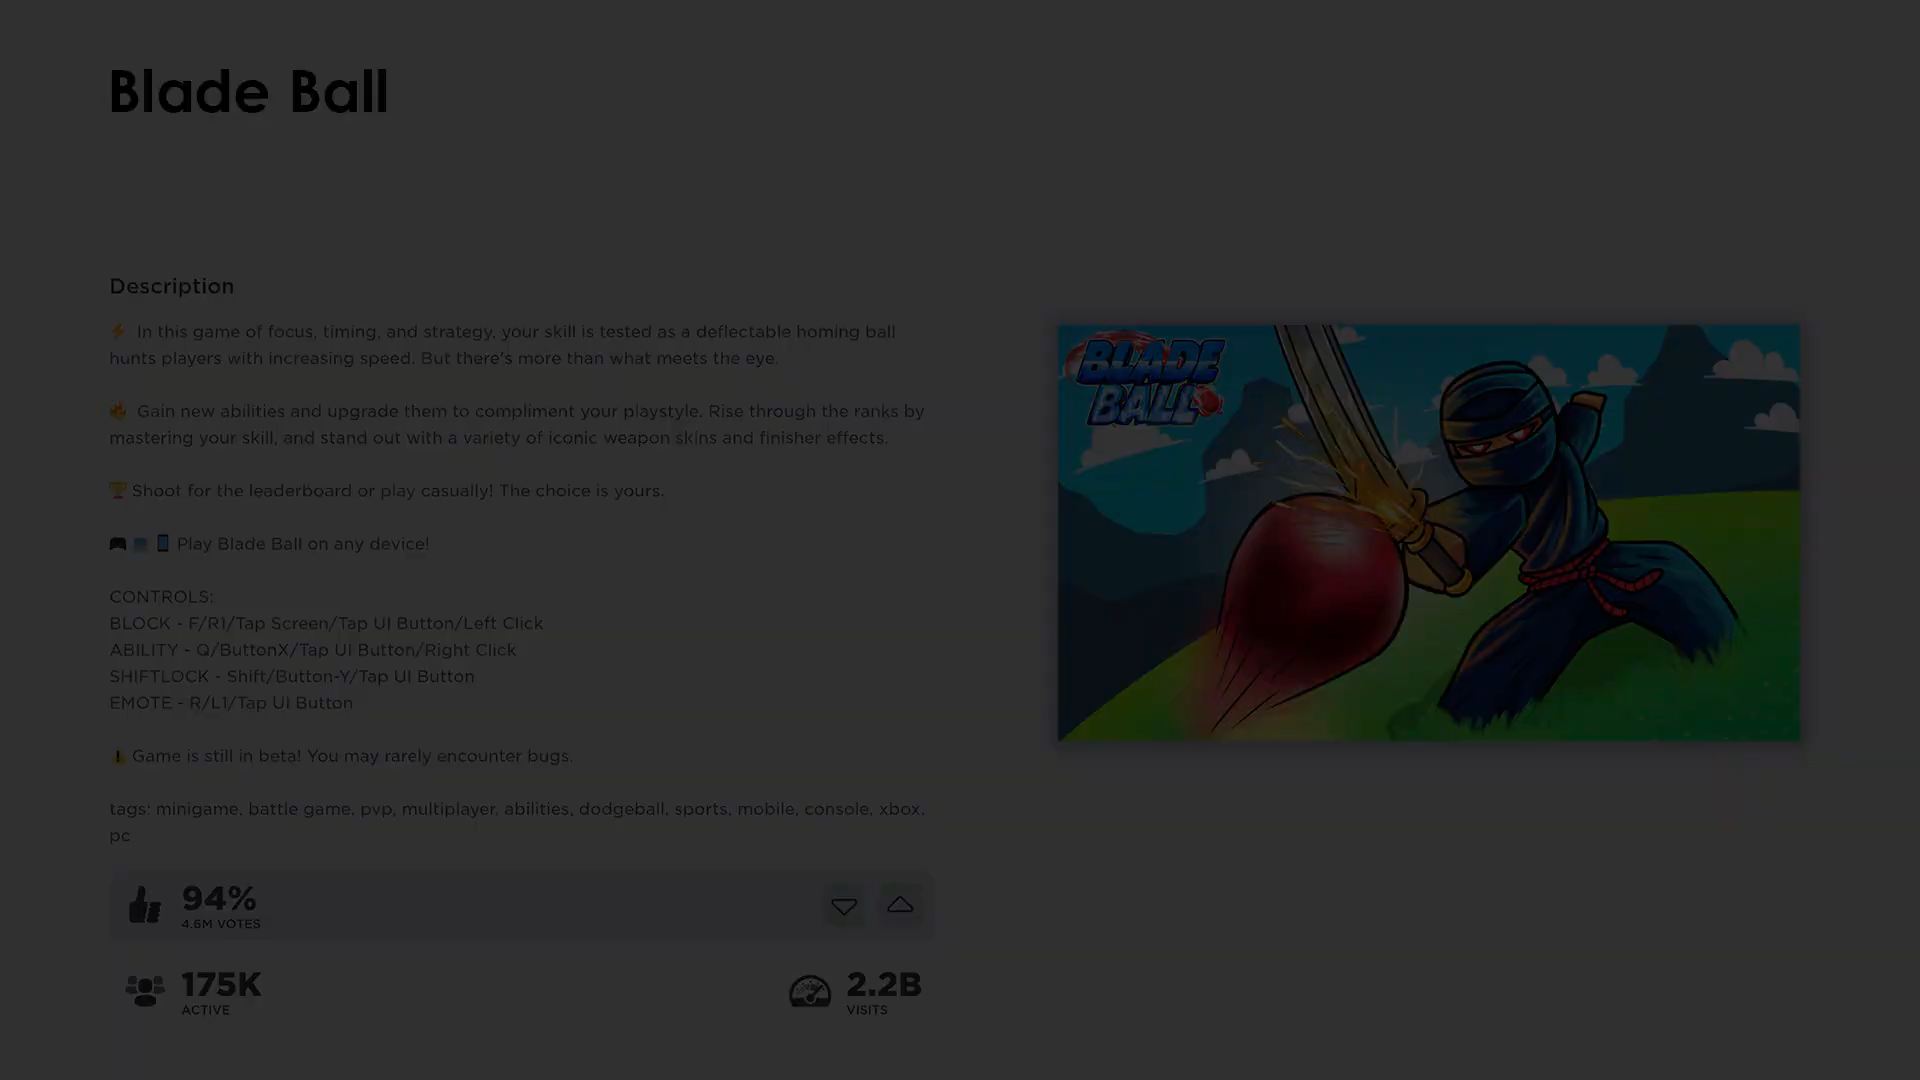 Blade Ball
Description
⚡ In this game of focus, timing, and strategy, your skill is tested as a deflectable homing ball
hunts players with increasing speed. But there's more than what meets the eye.
🔥 Gain new abilities and upgrade them to compliment your playstyle. Rise through the ranks by
mastering your skill, and stand out with a variety of iconic weapon skins and finisher effects.
🏆 Shoot for the leaderboard or play casually! The choice is yours.
🎮 💻 📱 Play Blade Ball on any device!
CONTROLS:
BLOCK - F/R1/Tap Screen/Tap UI Button/Left Click
ABILITY - Q/ButtonX/Tap UI Button/Right Click
SHIFTLOCK - Shift/Button-Y/Tap UI Button
EMOTE - R/L1/Tap UI Button
⚠️ Game is still in beta! You may rarely encounter bugs.
tags: minigame, battle game, pvp, multiplayer, abilities, dodgeball, sports, mobile, console, xbox,
pc
94%
4.6M VOTES
175K
ACTIVE
2.2B
VISITS
BLADE
BALL